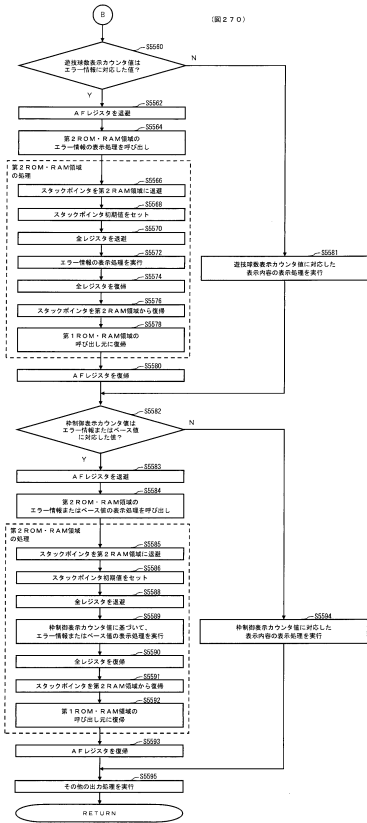 B
(図270)
S5560
遊技球数表示カウンタ値は
エラー情報に対応した値?
N
Y
S5562
AFレジスタを退避
S5564
第2ROM・RAM領域の
エラー情報の表示処理を呼び出し
第2ROM・RAM領域
の処理
S5566
スタックポインタを第2RAM領域に退避
S5568
スタックポインタ初期値をセット
S5570
全レジスタを退避
S5572
エラー情報の表示処理を実行
S5574
全レジスタを復帰
S5576
スタックポインタを第2RAM領域から復帰
S5578
第1ROM・RAM領域の
呼び出し元に復帰
S5580
AFレジスタを復帰
S5581
遊技球数表示カウンタ値に対応した
表示内容の表示処理を実行
S5582
枠制御表示カウンタ値は
エラー情報またはベース値
に対応した値?
N
Y
S5583
AFレジスタを退避
S5584
第2ROM・RAM領域の
エラー情報またはベース値の表示処理を呼び出し
第2ROM・RAM領域
の処理
S5585
スタックポインタを第2RAM領域に退避
S5586
スタックポインタ初期値をセット
S5588
全レジスタを退避
S5589
枠制御表示カウンタ値に基づいて、
エラー情報またはベース値の表示処理を実行
S5590
全レジスタを復帰
S5591
スタックポインタを第2RAM領域から復帰
S5592
第1ROM・RAM領域の
呼び出し元に復帰
S5593
AFレジスタを復帰
S5594
枠制御表示カウンタ値に対応した
表示内容の表示処理を実行
S5595
その他の出力処理を実行
RETURN